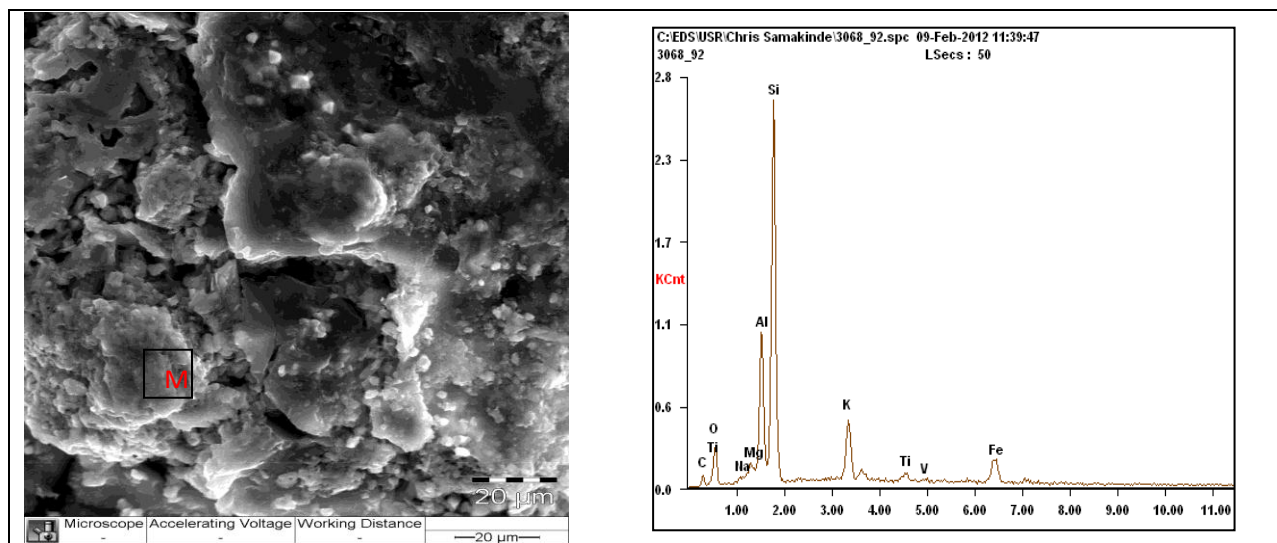 M
20 µm
Microscope Accelerating Voltage Working Distance
- - - 20 µm
C:\EDS\USR\Chris Samakinde\3068_92.spc 09-Feb-2012 11:39:47
3068_92 LSecs : 50
2.8
Si
2.3
1.7
KCnt
1.1
Al
0.6
K
O
Ti
C
Na
Mg
Ti
V
Fe
0.0
1.00 2.00 3.00 4.00 5.00 6.00 7.00 8.00 9.00 10.00 11.00